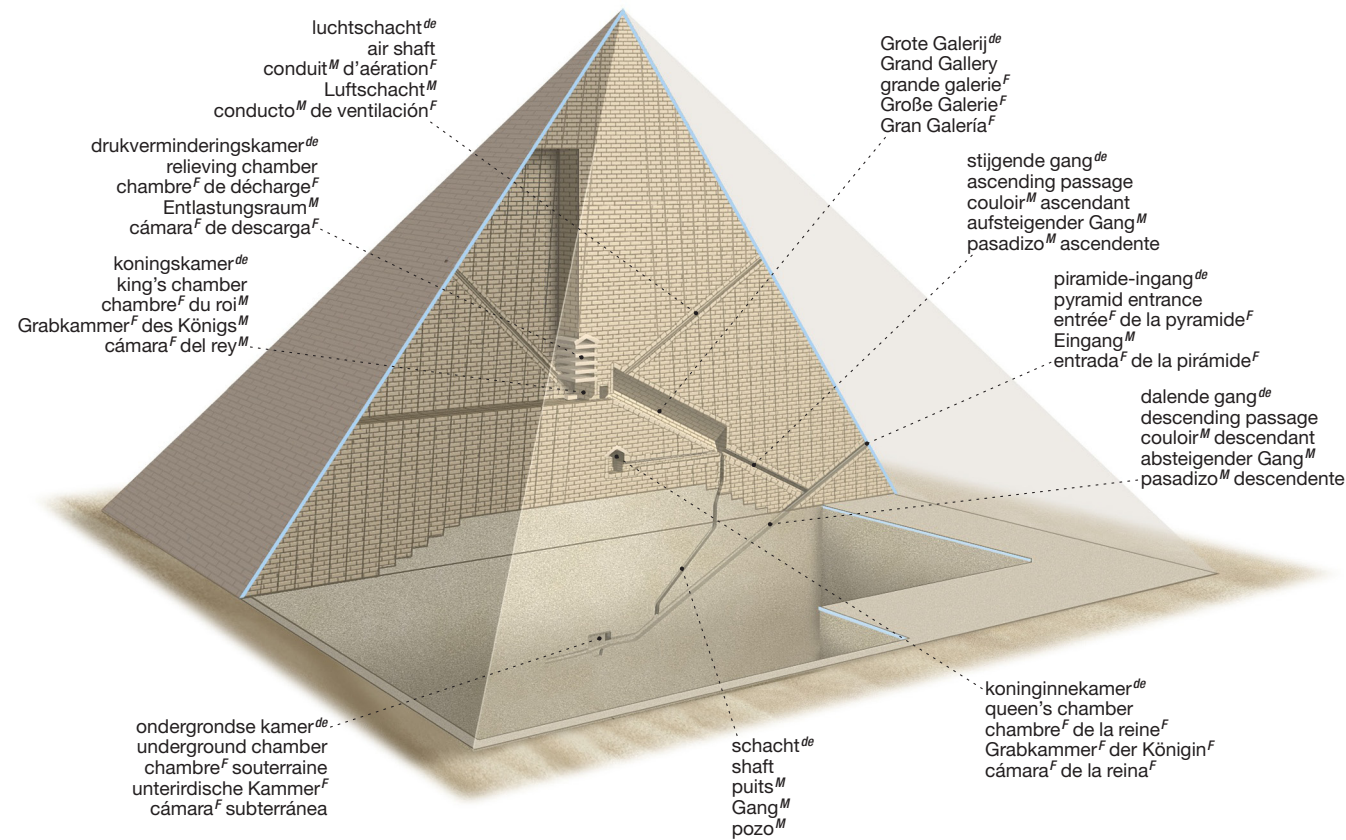 luchtschacht de
air shaft
conduit M d’aération F
Luftschacht M
conducto M de ventilación F
drukverminderingskamer de
relieving chamber
chambre F de décharge F
Entlastungsraum M
cámara F de descarga F
koningskamer de
king’s chamber
chambre F du roi M
Grabkammer F des Königs M
cámara F del rey M
Grote Galerij de
Grand Gallery
grande galerie F
Große Galerie F
Gran Galería F
stijgende gang de
ascending passage
couloir M ascendant
aufsteigender Gang M
pasadizo M ascendente
piramide-ingang de
pyramid entrance
entrée F de la pyramide F
Eingang M
entrada F de la pirámide F
dalende gang de
descending passage
couloir M descendant
absteigender Gang M
pasadizo M descendente
ondergrondse kamer de
underground chamber
chambre F souterraine
unterirdische Kammer F
cámara F subterránea
schacht de
shaft
puits M
Gang M
pozo M
koninginnekamer de
queen’s chamber
chambre F de la reine F
Grabkammer F der Königin F
cámara F de la reina F